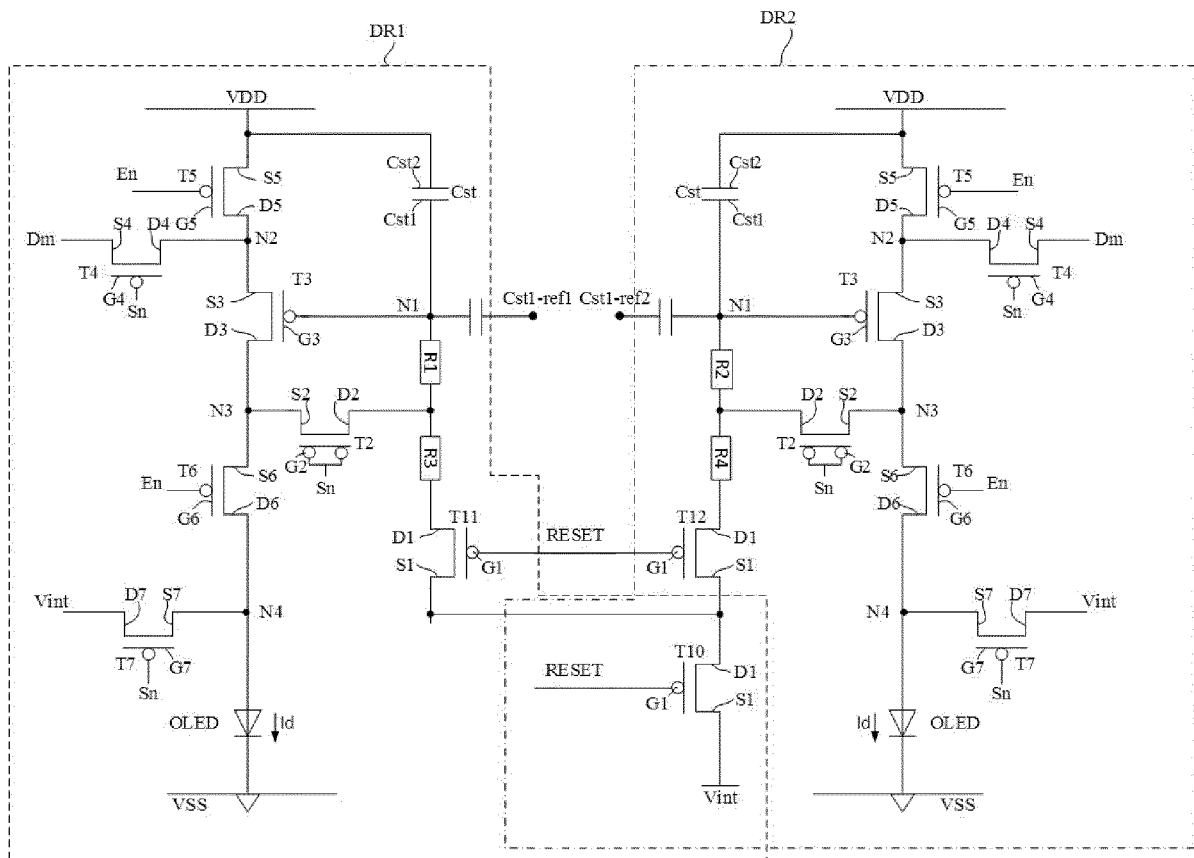 DR1 DR2
VDD VDD
Cst2 Cst2
En T5 S5 Cst Cst S5 T5 En
Cst1 Cst1
G5 D5 D5 G5
S4 D4 N2 N2 D4 S4
Dm Dm
T4 T3 T3 T4
G4 Sn S3 N1 Cst1-ref1 Cst1-ref2 N1 S3 Sn G4
D3 G3 G3 D3
R1 R2
N3 S2 D2 D2 S2 N3
T6 G2 T2 R3 R4 T2 G2 T6
En S6 Sn Sn S6 En
G6 D6 D6 G6
T11 RESET T12
D1 G1 G1 D1
S1 S1
Vint D7 S7 N4 N4 S7 D7 Vint
T7 G7 T10 G7 T7
Sn RESET D1 Sn
G1 S1
OLED Id Id OLED
VSS Vint VSS